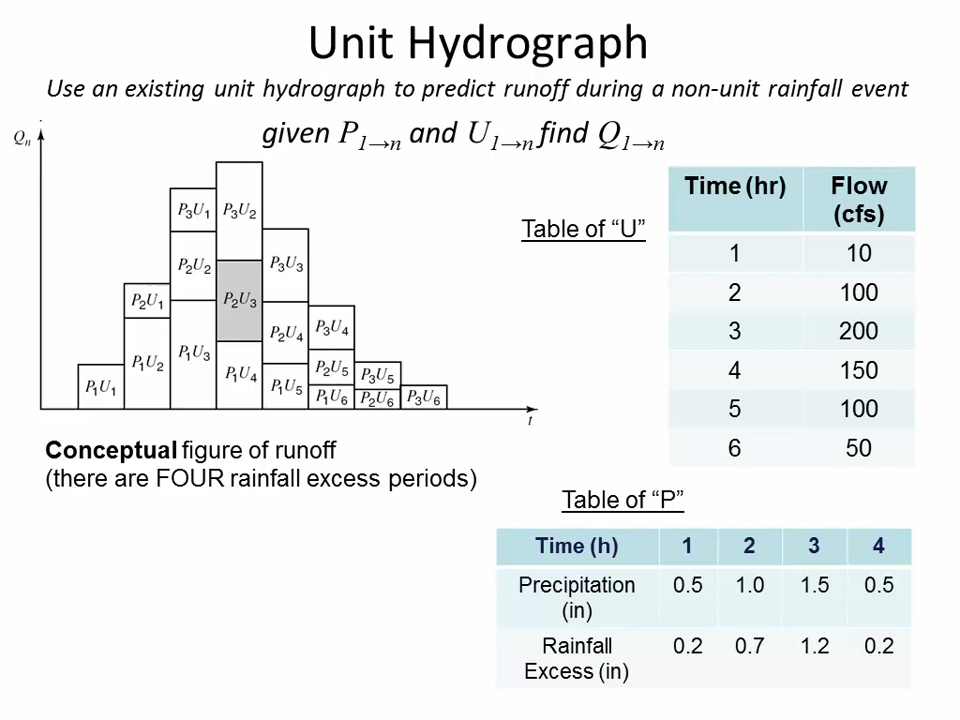 Unit Hydrograph
Use an existing unit hydrograph to predict runoff during a non-unit rainfall event
given P1→n and U1→n find Q1→n
Qn
P3U1 P3U2
P2U2
P3U3
P2U1
P2U3
P1U3
P1U2
P2U4
P3U4
P1U1
P1U4
P1U5
P2U5
P1U6
P3U5
P2U6
P3U6
t
Conceptual figure of runoff
(there are FOUR rainfall excess periods)
Table of “U”
Time (hr) Flow (cfs)
1 10
2 100
3 200
4 150
5 100
6 50
Table of “P”
Time (h) 1 2 3 4
Precipitation (in) 0.5 1.0 1.5 0.5
Rainfall Excess (in) 0.2 0.7 1.2 0.2